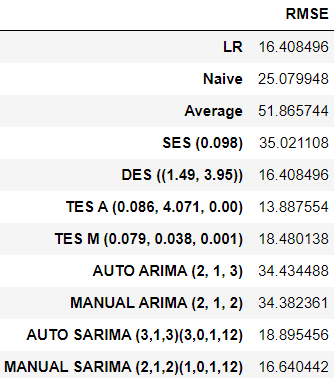 RMSE
LR 16.408496
Naive 25.079948
Average 51.865744
SES (0.098) 35.021108
DES ((1.49, 3.95)) 16.408496
TES A (0.086, 4.071, 0.00) 13.887554
TES M (0.079, 0.038, 0.001) 18.480138
AUTO ARIMA (2, 1, 3) 34.434488
MANUAL ARIMA (2, 1, 2) 34.382361
AUTO SARIMA (3,1,3)(3,0,1,12) 18.895456
MANUAL SARIMA (2,1,2)(1,0,1,12) 16.640442